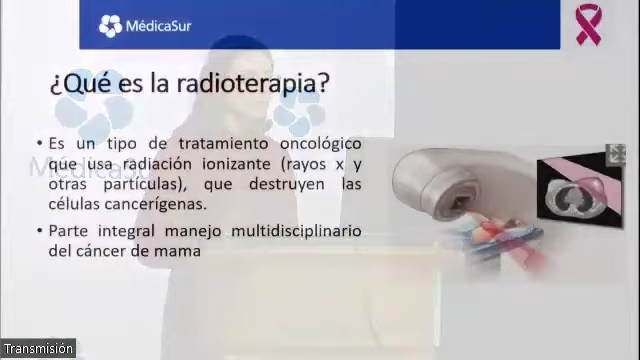 MédicaSur
¿Qué es la radioterapia?
• Es un tipo de tratamiento oncológico
que usa radiación ionizante (rayos x y
otras partículas), que destruyen las
células cancerígenas.
• Parte integral manejo multidisciplinario
del cáncer de mama
MédicaSur
Transmisión